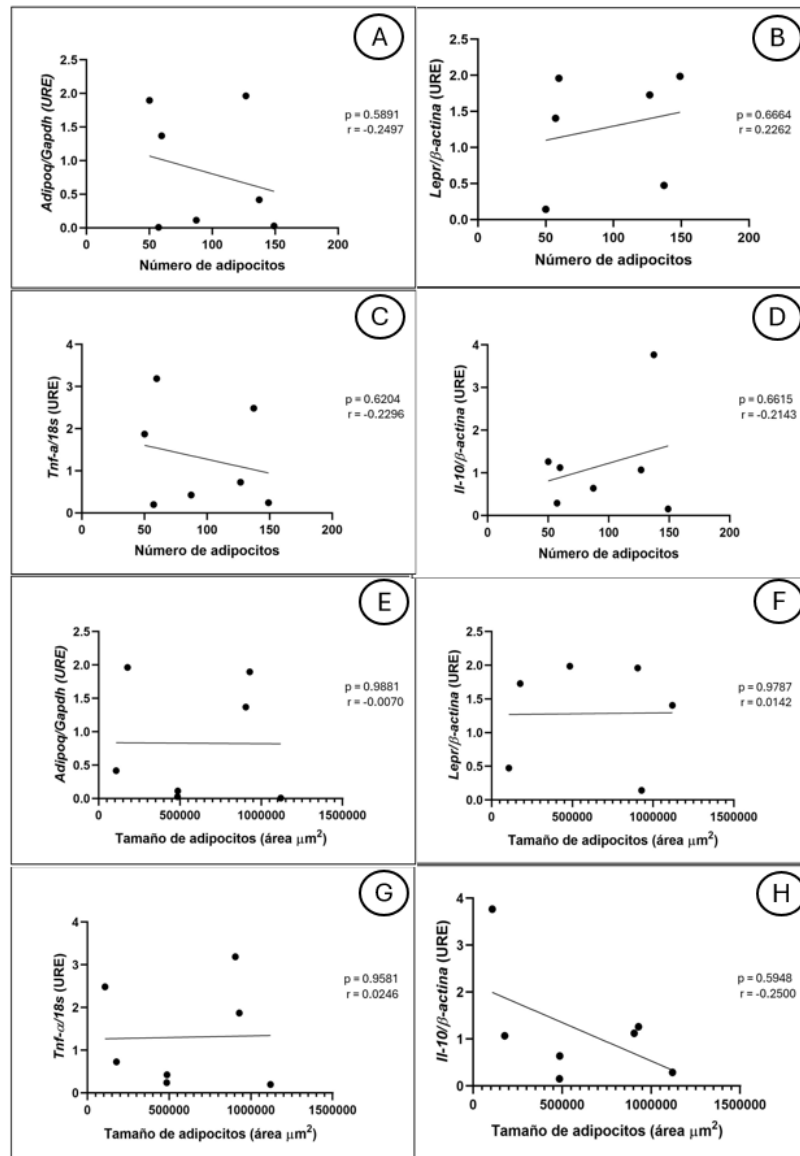 A
2.5
2.0
1.5
1.0
0.5
0.0
0 50 100 150 200
Adipoq/Gapdh (URE)
Número de adipocitos
p = 0.5891
r = -0.2497
B
2.5
2.0
1.5
1.0
0.5
0.0
0 50 100 150 200
Lepr/β-actina (URE)
Número de adipocitos
p = 0.6664
r = 0.2262
C
4
3
2
1
0
0 50 100 150 200
Tnf-a/18s (URE)
Número de adipocitos
p = 0.6204
r = -0.2296
D
4
3
2
1
0
0 50 100 150 200
Il-10/β-actina (URE)
Número de adipocitos
p = 0.6615
r = -0.2143
E
2.5
2.0
1.5
1.0
0.5
0.0
0 500000 1000000 1500000
Adipoq/Gapdh (URE)
Tamaño de adipocitos (área μm²)
p = 0.9881
r = -0.0070
F
2.5
2.0
1.5
1.0
0.5
0.0
0 500000 1000000 1500000
Lepr/β-actina (URE)
Tamaño de adipocitos (área μm²)
p = 0.9787
r = 0.0142
G
4
3
2
1
0
0 500000 1000000 1500000
Tnf-α/18s (URE)
Tamaño de adipocitos (área μm²)
p = 0.9581
r = 0.0246
H
4
3
2
1
0
0 500000 1000000 1500000
Il-10/β-actina (URE)
Tamaño de adipocitos (área μm²)
p = 0.5948
r = -0.2500